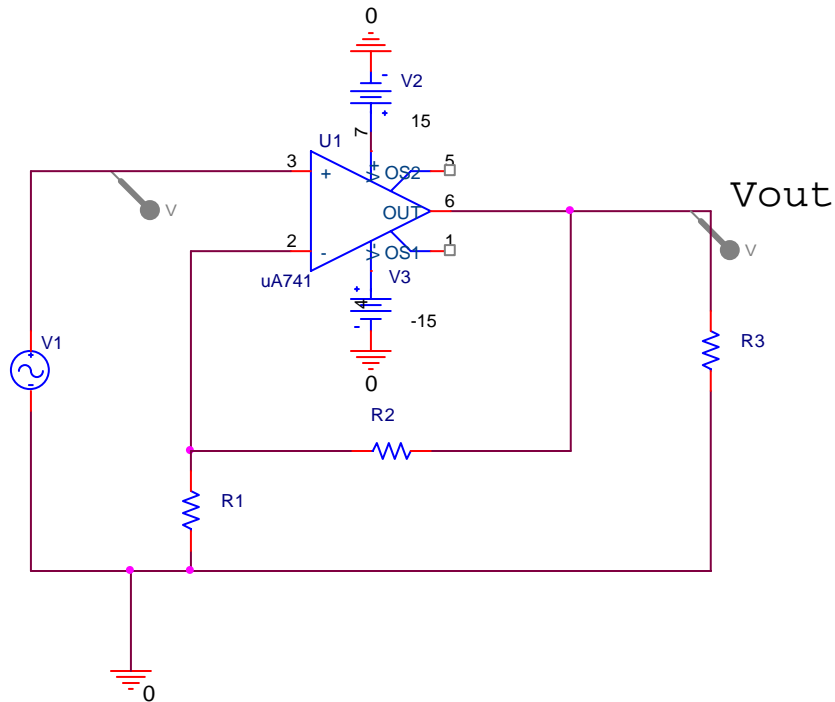 0
- V2
+ 15
7
U1
3 + V+ OS2 5
V
OUT 6
Vout
V
2 - V- OS1 1
uA741 V3
+ 4
- -15
0
V1
+
-
R3
R2
R1
0